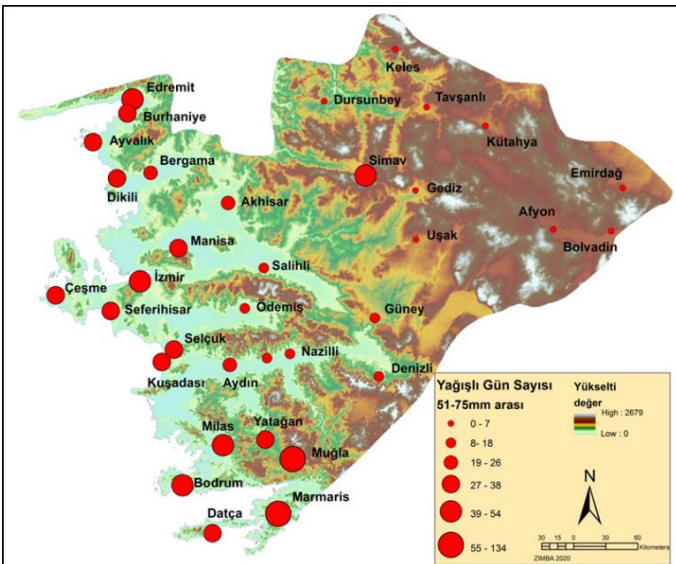 Keles
Edremit
Dursunbey
Tavşanlı
Burhaniye
Kütahya
Ayvalık
Bergama
Simav
Emirdağ
Dikili
Gediz
Akhisar
Afyon
Uşak
Bolvadin
Manisa
Salihli
İzmir
Çeşme
Seferihisar
Ödemiş
Güney
Selçuk
Nazilli
Kuşadası
Aydın
Denizli
Milas
Yatağan
Muğla
Bodrum
Marmaris
Datça
Yağışlı Gün Sayısı
51-75mm arası
0 - 7
8 - 18
19 - 26
27 - 38
39 - 54
55 - 134
Yükselti
değer
High : 2679
Low : 0
N
30 15 0 30 60
Kilometers
ZIMBA 2020